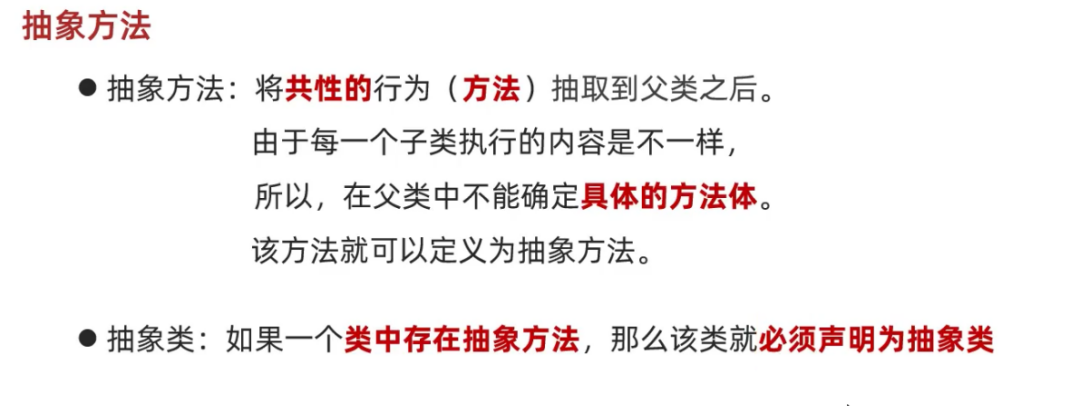 抽象方法
● 抽象方法：将共性的行为（方法）抽取到父类之后。
由于每一个子类执行的内容是不一样，
所以，在父类中不能确定具体的方法体。
该方法就可以定义为抽象方法。
● 抽象类：如果一个类中存在抽象方法，那么该类就必须声明为抽象类